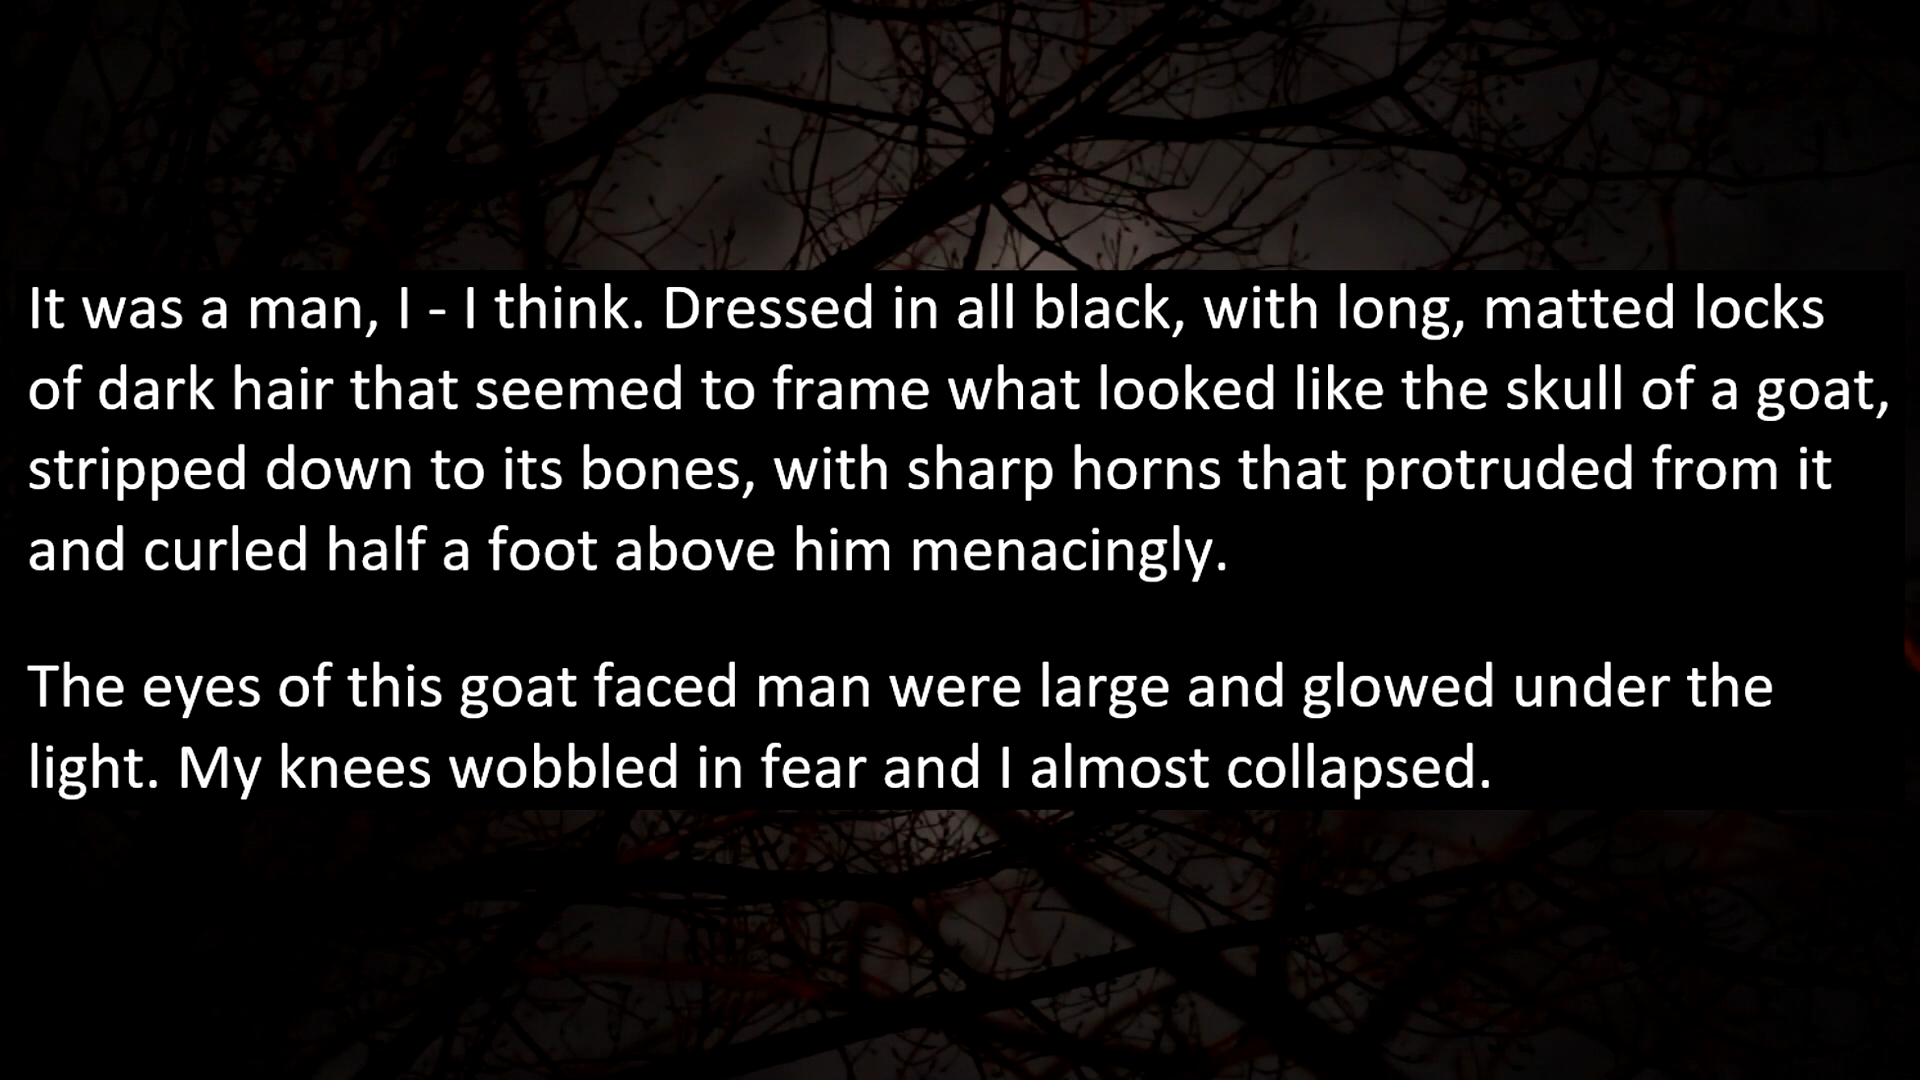 It was a man, I - I think. Dressed in all black, with long, matted locks
of dark hair that seemed to frame what looked like the skull of a goat,
stripped down to its bones, with sharp horns that protruded from it
and curled half a foot above him menacingly.
The eyes of this goat faced man were large and glowed under the
light. My knees wobbled in fear and I almost collapsed.